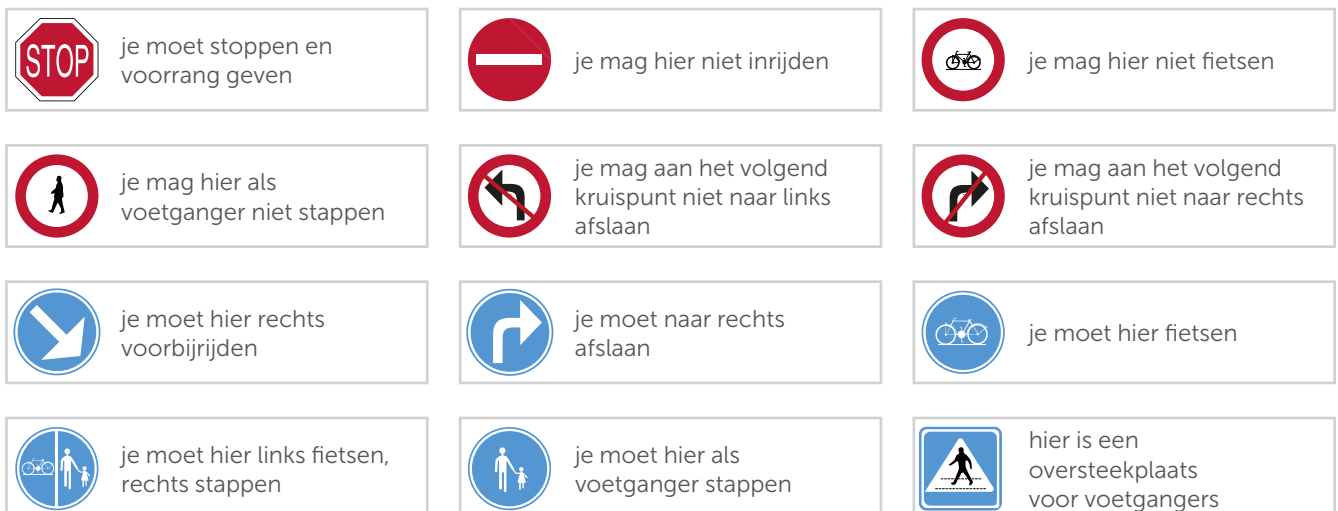 STOP
je moet stoppen en
voorrang geven
je mag hier niet inrijden
je mag hier niet fietsen
je mag hier als
voetganger niet stappen
je mag aan het volgend
kruispunt niet naar links
afslaan
je mag aan het volgend
kruispunt niet naar rechts
afslaan
je moet hier rechts
voorbijrijden
je moet naar rechts
afslaan
je moet hier fietsen
je moet hier links fietsen,
rechts stappen
je moet hier als
voetganger stappen
hier is een
oversteekplaats
voor voetgangers